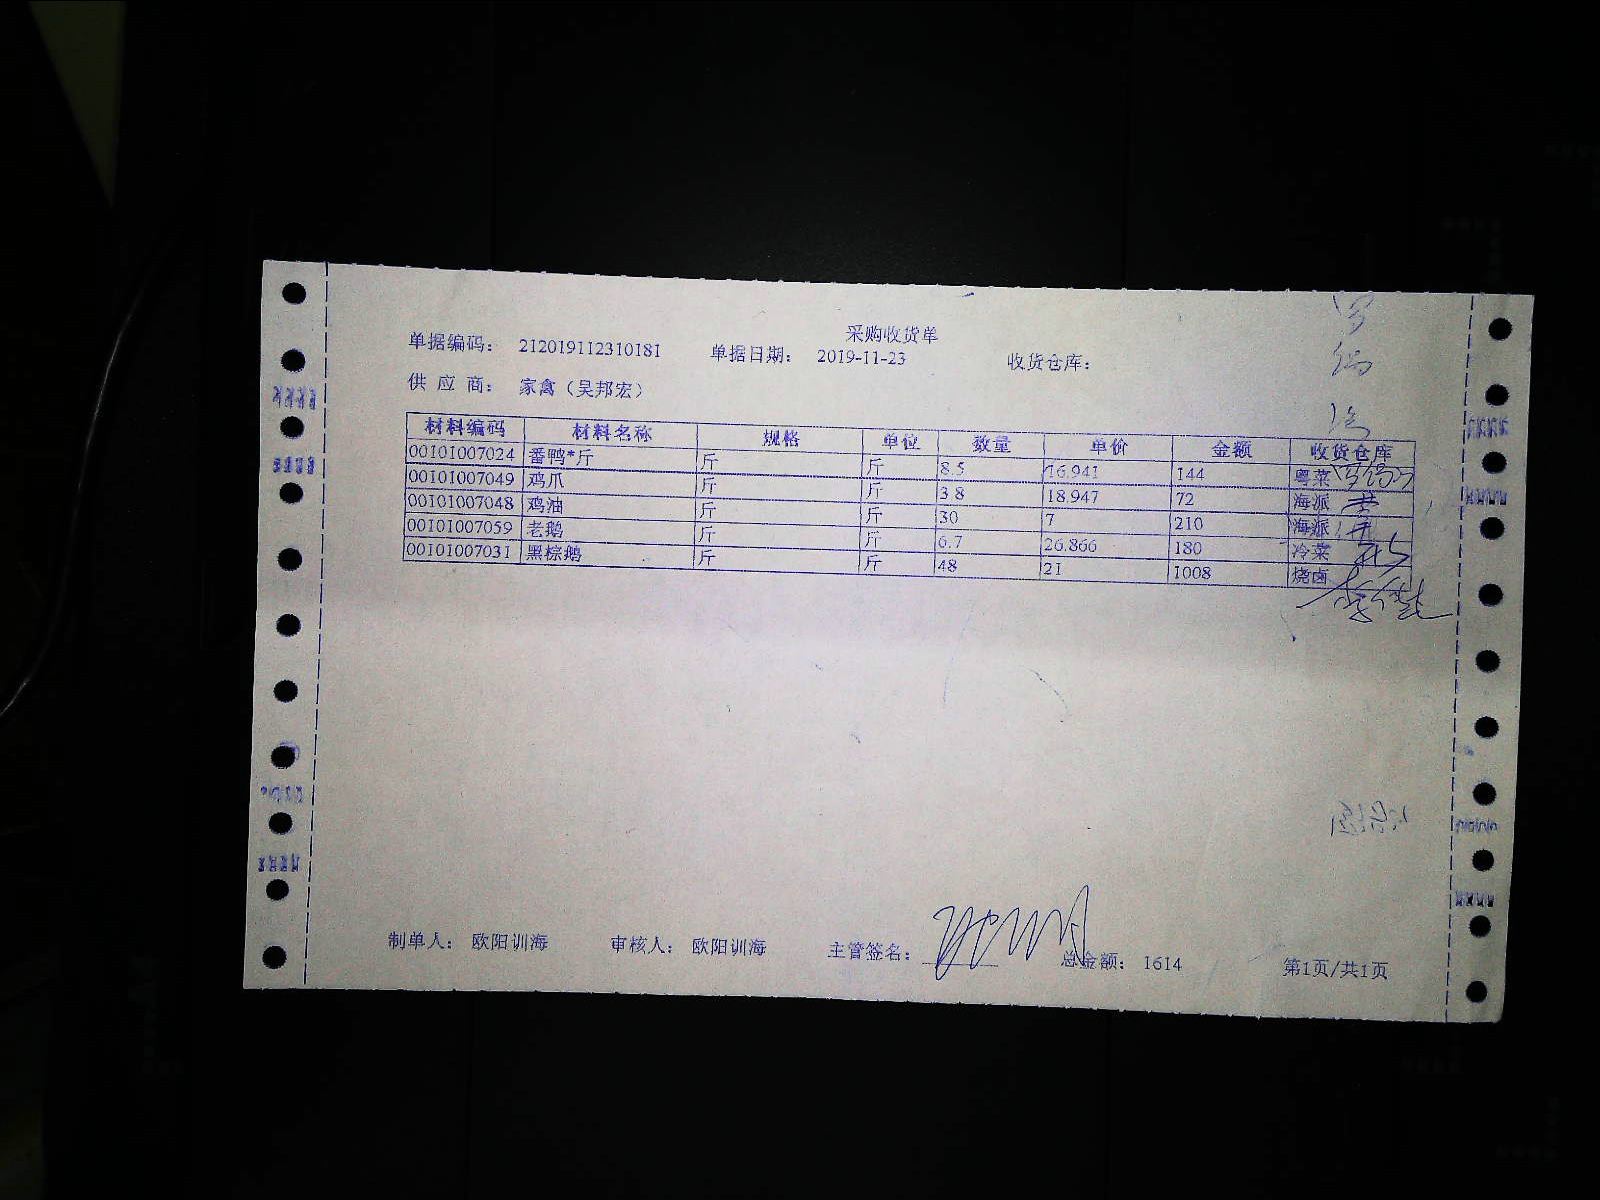 采购收货单
单据编码： 212019112310181 单据日期： 2019-11-23 收货仓库：
供 应 商： 家禽（吴邦宏）
材料编码 材料名称 规格 单位 数量 单价 金额 收货仓库
00101007024 番鸭*斤 斤 斤 8.5 16.941 144 粤菜
00101007049 鸡爪 斤 斤 3.8 18.947 72 海派
00101007048 鸡油 斤 斤 30 7 210 海派
00101007059 老鹅 斤 斤 6.7 26.866 180 冷菜
00101007031 黑棕鹅 斤 斤 48 21 1008 烧卤
制单人： 欧阳训海 审核人： 欧阳训海 主管签名： 总金额： 1614 第1页/共1页